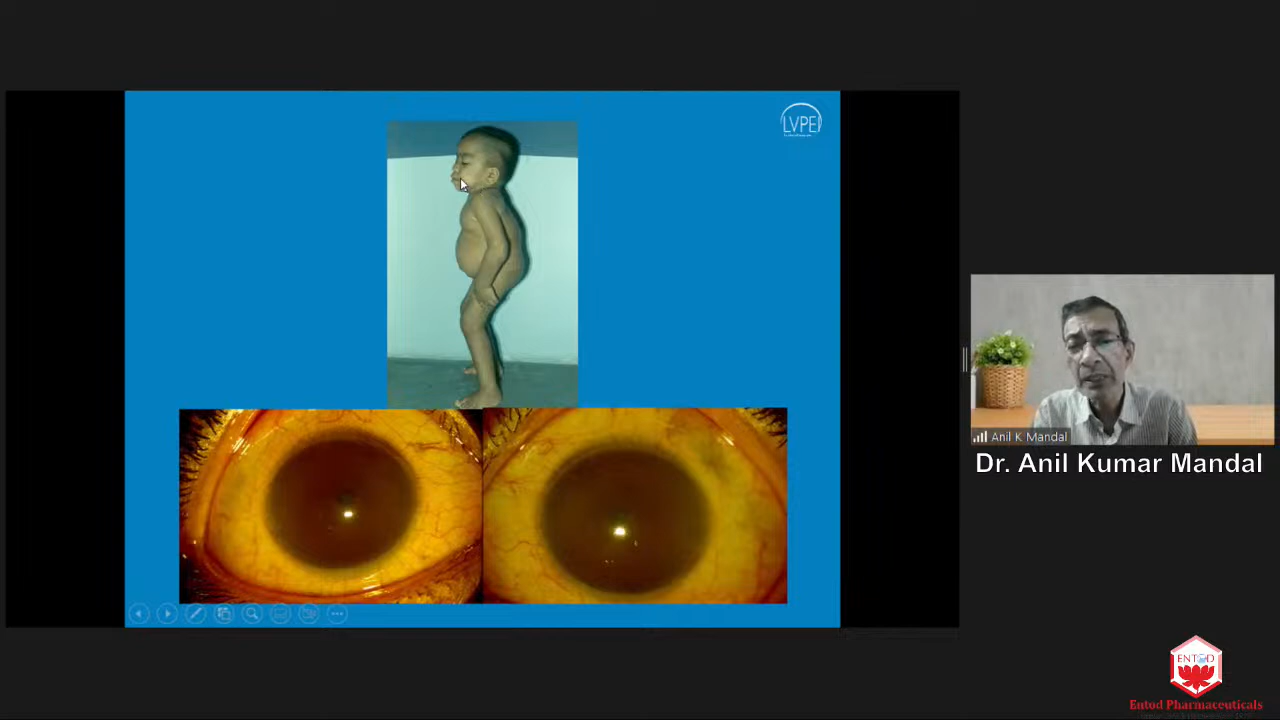 LVPEI
Anil K Mandal
Dr. Anil Kumar Mandal
ENTOD
Entod Pharmaceuticals